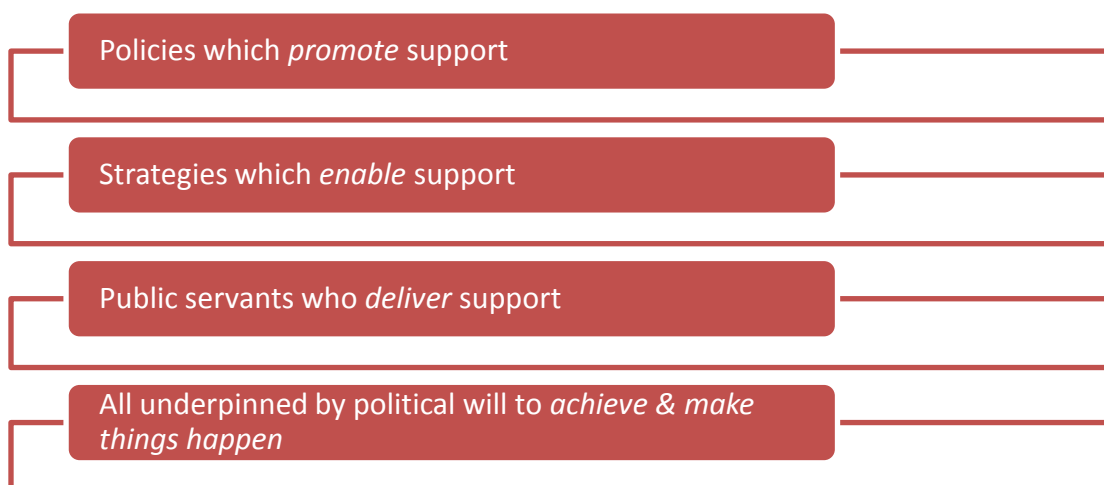 Policies which promote support
Strategies which enable support
Public servants who deliver support
All underpinned by political will to achieve & make
things happen